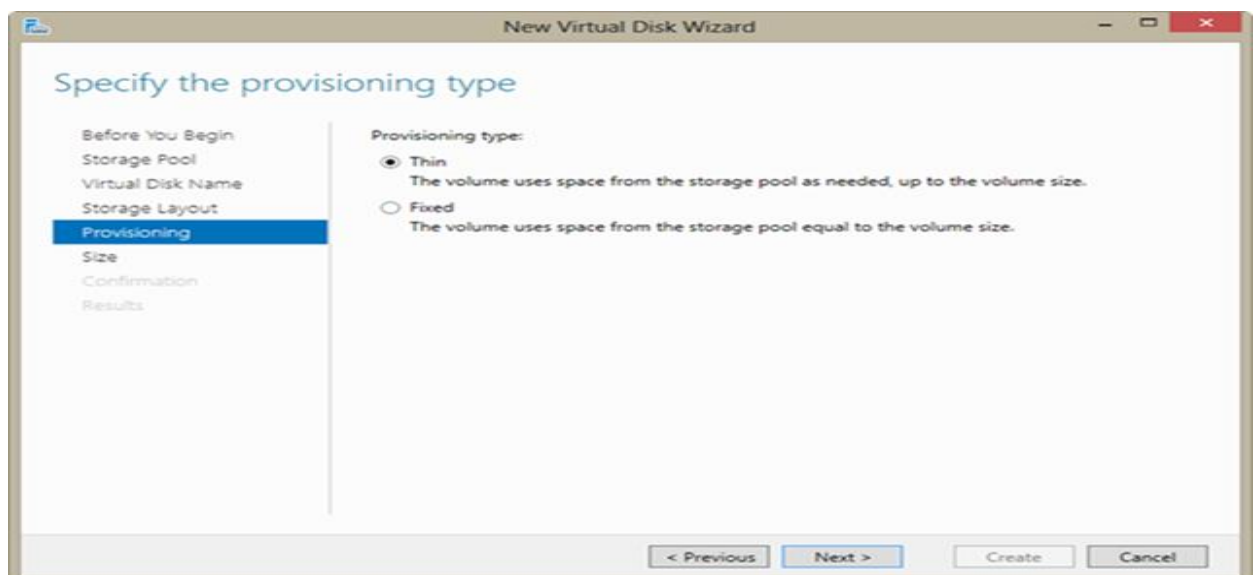 New Virtual Disk Wizard
Specify the provisioning type
Before You Begin
Storage Pool
Virtual Disk Name
Storage Layout
Provisioning
Size
Confirmation
Results
Provisioning type:
Thin
The volume uses space from the storage pool as needed, up to the volume size.
Fixed
The volume uses space from the storage pool equal to the volume size.
< Previous Next > Create Cancel